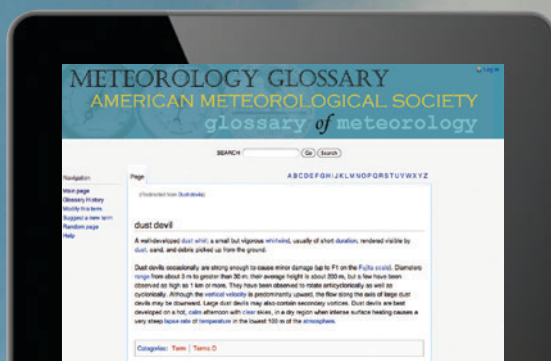 METEOROLOGY GLOSSARY
Log in
AMERICAN METEOROLOGICAL SOCIETY
glossary of meteorology
SEARCH Go Search
Navigation
Main page
Glossary History
Modify this term
Suggest a new term
Random page
Help
Page
A B C D E F G H I J K L M N O P Q R S T U V W X Y Z
(Redirected from Dustdevils)
dust devil
A well-developed dust whirl; a small but vigorous whirlwind, usually of short duration, rendered visible by
dust, sand, and debris picked up from the ground.
Dust devils occasionally are strong enough to cause minor damage (up to F1 on the Fujita scale). Diameters
range from about 3 m to greater than 30 m; their average height is about 200 m, but a few have been
observed as high as 1 km or more. They have been observed to rotate anticyclonically as well as
cyclonically. Although the vertical velocity is predominantly upward, the flow along the axis of large dust
devils may be downward. Large dust devils may also contain secondary vortices. Dust devils are best
developed on a hot, calm afternoon with clear skies, in a dry region when intense surface heating causes a
very steep lapse rate of temperature in the lowest 100 m of the atmosphere.
Categories: Term | Terms D